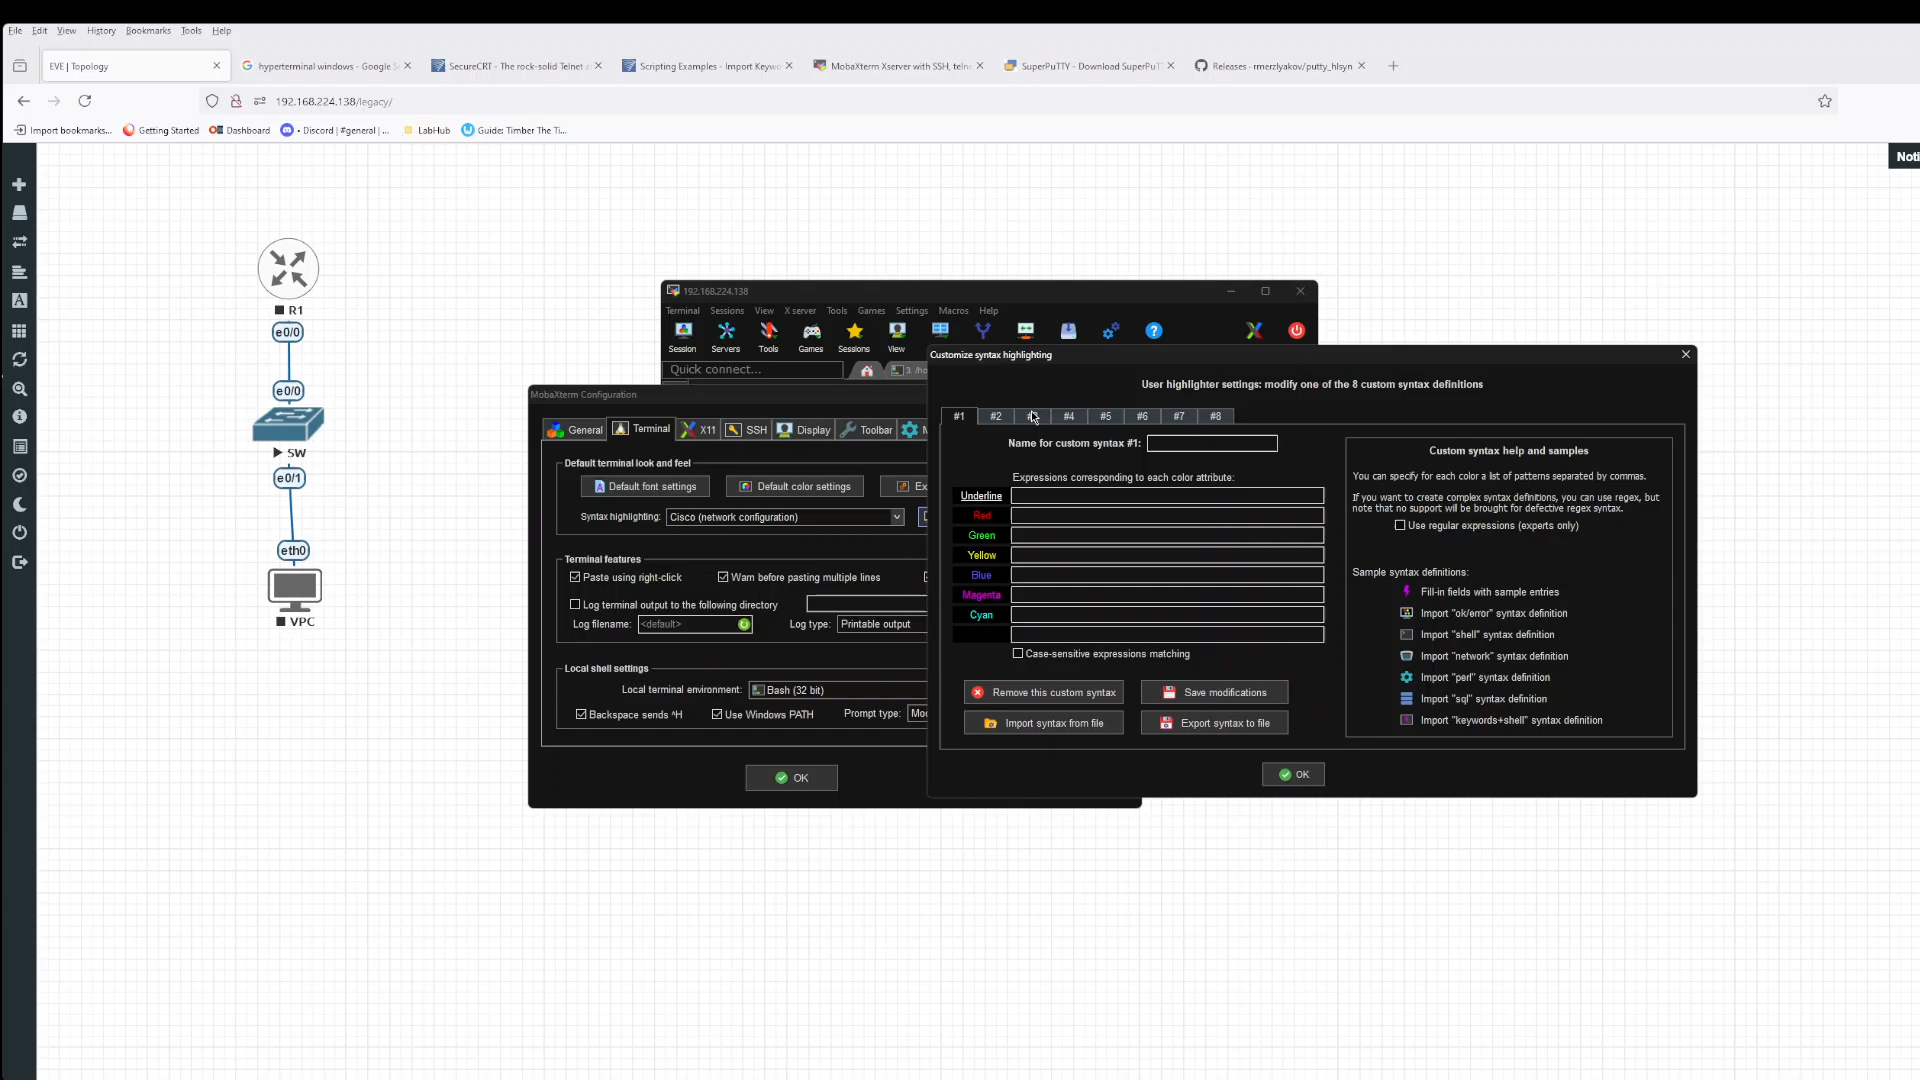 File Edit View History Bookmarks Tools Help
EVE | Topology
hyperterminal windows - Google S
SecureCRT - The rock-solid Telnet a
Scripting Examples - Import Keywo
MobaXterm Xserver with SSH, teln
SuperPuTTY - Download SuperPuT
Releases - rmerzlyakov/putty_hlsyn
192.168.224.138/legacy/
Import bookmarks... Getting Started Dashboard • Discord | #general | ... LabHub Guide: Timber The Ti...
Noti
R1
e0/0
e0/0
SW
e0/1
eth0
VPC
192.168.224.138
Terminal Sessions View X server Tools Games Settings Macros Help
Session Servers Tools Games Sessions View
Quick connect...
3. /ho
MobaXterm Configuration
General Terminal X11 SSH Display Toolbar M
Default terminal look and feel
Default font settings Default color settings Ex
Syntax highlighting: Cisco (network configuration)
Terminal features
Paste using right-click Warn before pasting multiple lines
Log terminal output to the following directory
Log filename: <default> Log type: Printable output
Local shell settings
Local terminal environment: Bash (32 bit)
Backspace sends ^H Use Windows PATH Prompt type: Mo
OK
Customize syntax highlighting
User highlighter settings: modify one of the 8 custom syntax definitions
#1 #2 #3 #4 #5 #6 #7 #8
Name for custom syntax #1:
Expressions corresponding to each color attribute:
Underline
Red
Green
Yellow
Blue
Magenta
Cyan
Case-sensitive expressions matching
Remove this custom syntax Save modifications
Import syntax from file Export syntax to file
Custom syntax help and samples
You can specify for each color a list of patterns separated by commas.
If you want to create complex syntax definitions, you can use regex, but
note that no support will be brought for defective regex syntax.
Use regular expressions (experts only)
Sample syntax definitions:
Fill-in fields with sample entries
Import "ok/error" syntax definition
Import "shell" syntax definition
Import "network" syntax definition
Import "perl" syntax definition
Import "sql" syntax definition
Import "keywords+shell" syntax definition
OK